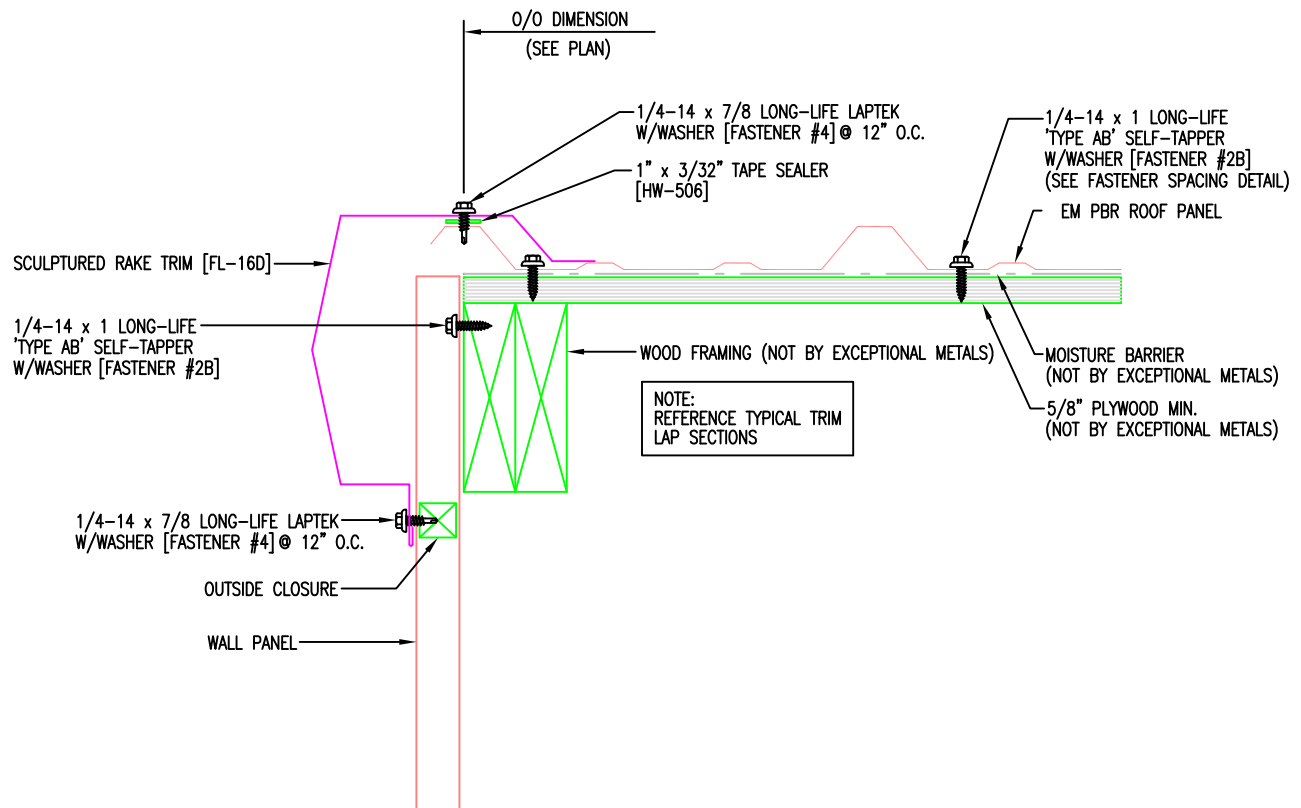 O/O DIMENSION
(SEE PLAN)
1/4-14 x 7/8 LONG-LIFE LAPTEK
W/WASHER [FASTENER #4] @ 12" O.C.
1" x 3/32" TAPE SEALER
[HW-506]
1/4-14 x 1 LONG-LIFE
'TYPE AB' SELF-TAPPER
W/WASHER [FASTENER #2B]
(SEE FASTENER SPACING DETAIL)
EM PBR ROOF PANEL
SCULPTURED RAKE TRIM [FL-16D]
1/4-14 x 1 LONG-LIFE
'TYPE AB' SELF-TAPPER
W/WASHER [FASTENER #2B]
WOOD FRAMING (NOT BY EXCEPTIONAL METALS)
MOISTURE BARRIER
(NOT BY EXCEPTIONAL METALS)
NOTE:
REFERENCE TYPICAL TRIM
LAP SECTIONS
5/8" PLYWOOD MIN.
(NOT BY EXCEPTIONAL METALS)
1/4-14 x 7/8 LONG-LIFE LAPTEK
W/WASHER [FASTENER #4] @ 12" O.C.
OUTSIDE CLOSURE
WALL PANEL